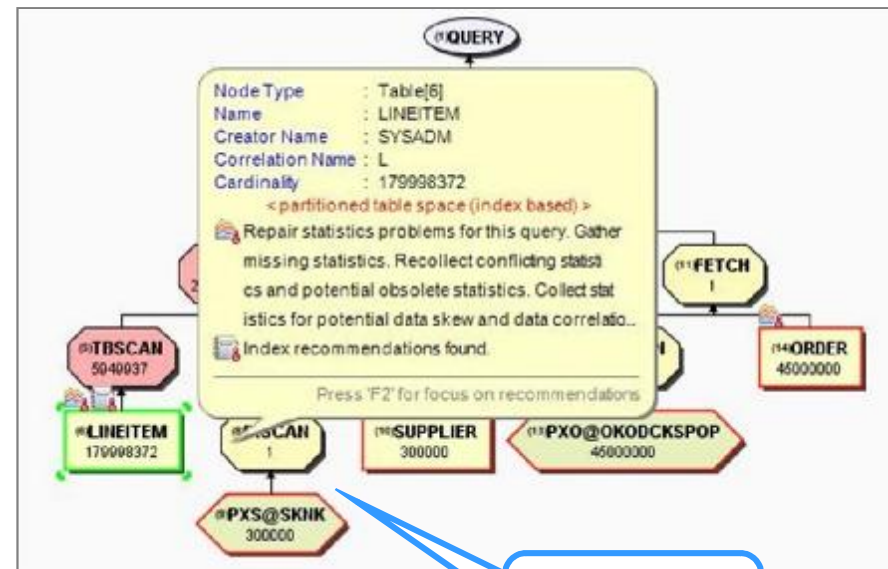 (1)QUERY
Node Type : Table[6]
Name : LINEITEM
Creator Name : SYSADM
Correlation Name : L
Cardinality : 179998372
< partitioned table space (index based) >
Repair statistics problems for this query. Gather
missing statistics. Recollect conflicting statisti
cs and potential obsolete statistics. Collect stat
istics for potential data skew and data correlatio...
Index recommendations found.
Press 'F2' for focus on recommendations
2
(11)FETCH
1
(5)TBSCAN
5949937
(14)ORDER
45000000
(6)LINEITEM
179998372
SCAN
1
(10)SUPPLIER
300000
(13)PXO@OKODCKSPOP
45000000
(9)PXS@SKNK
300000